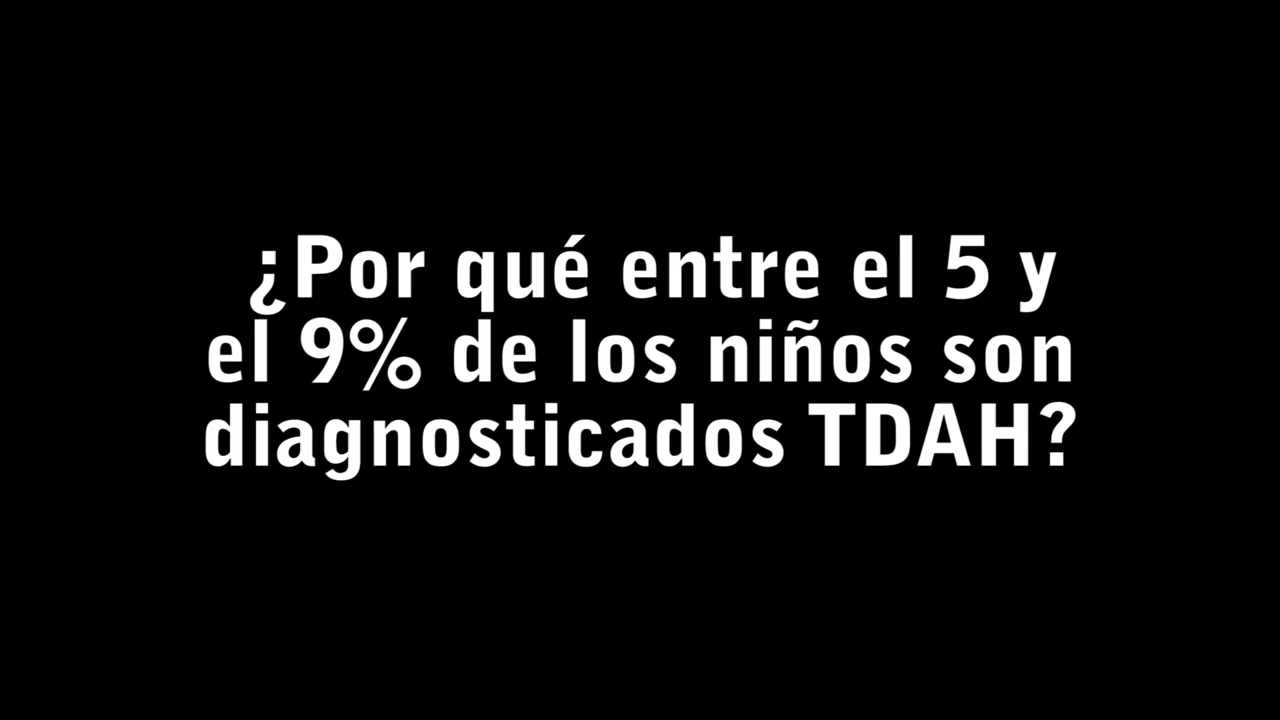 ¿Por qué entre el 5 y
el 9% de los niños son
diagnosticados TDAH?